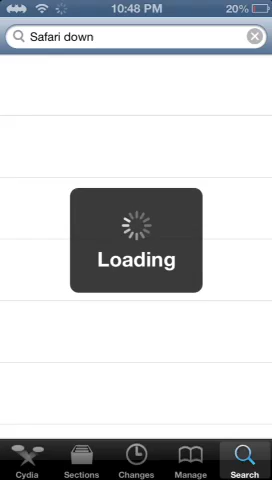 10:48 PM 20%
Safari down
Loading
Cydia Sections Changes Manage Search